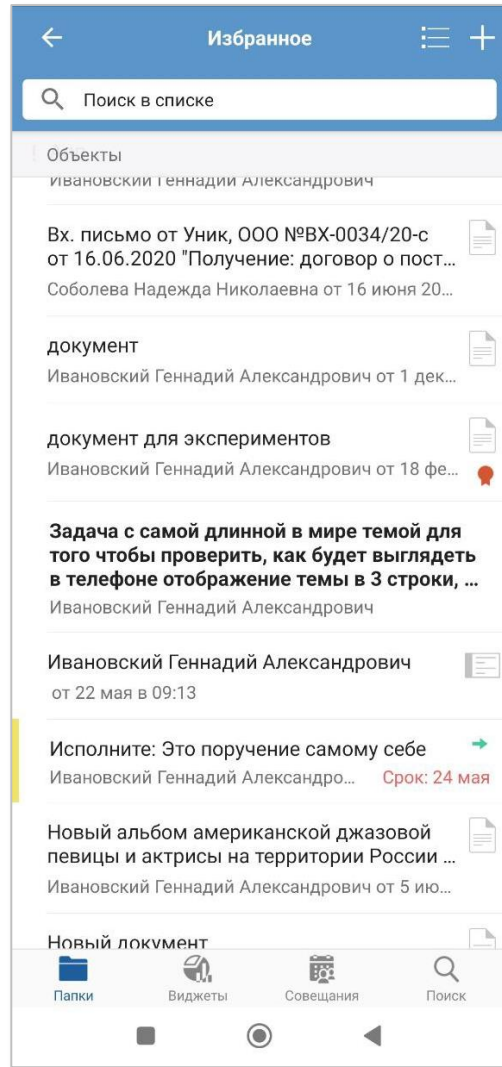 Избранное
Поиск в списке
Объекты
Ивановский Геннадий Александрович
Вх. письмо от Уник, ООО №ВХ-0034/20-с
от 16.06.2020 "Получение: договор о пост...
Соболева Надежда Николаевна от 16 июня 20...
документ
Ивановский Геннадий Александрович от 1 дек...
документ для экспериментов
Ивановский Геннадий Александрович от 18 фе...
Задача с самой длинной в мире темой для
того чтобы проверить, как будет выглядеть
в телефоне отображение темы в 3 строки, ...
Ивановский Геннадий Александрович
Ивановский Геннадий Александрович
от 22 мая в 09:13
Исполните: Это поручение самому себе
Ивановский Геннадий Александро... Срок: 24 мая
Новый альбом американской джазовой
певицы и актрисы на территории России ...
Ивановский Геннадий Александрович от 5 ию...
Новый документ
Папки Виджеты Совещания Поиск